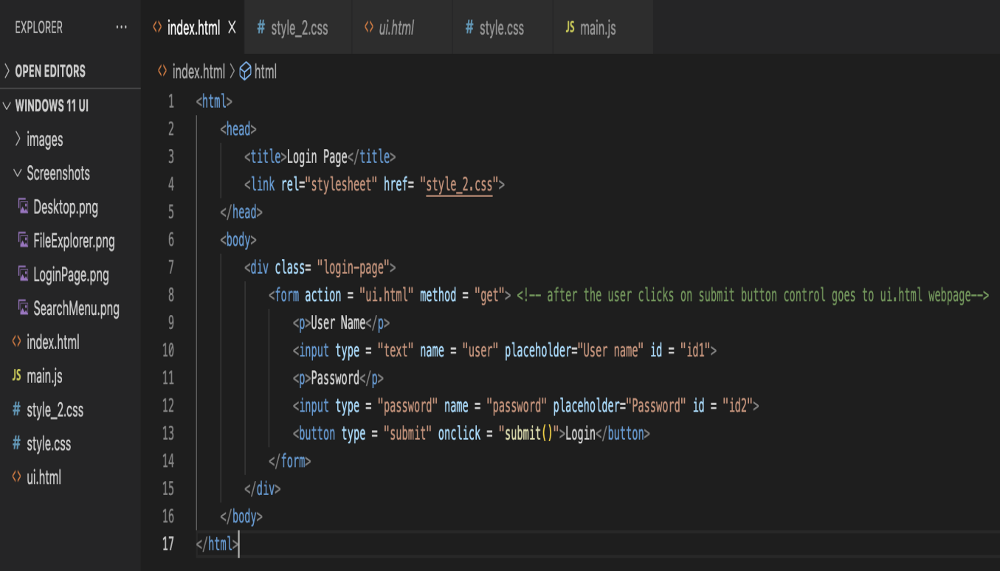 EXPLORER ...
index.html X
# style_2.css
<> ui.html
# style.css
JS main.js
> OPEN EDITORS
<> index.html > html
WINDOWS 11 UI
> images
Screenshots
Desktop.png
FileExplorer.png
LoginPage.png
SearchMenu.png
<> index.html
JS main.js
# style_2.css
# style.css
<> ui.html
1 <html>
2 <head>
3 <title>Login Page</title>
4 <link rel="stylesheet" href= "style_2.css">
5 </head>
6 <body>
7 <div class= "login-page">
8 <form action = "ui.html" method = "get"> <!-- after the user clicks on submit button control goes to ui.html webpage-->
9 <p>User Name</p>
10 <input type = "text" name = "user" placeholder="User name" id = "id1">
11 <p>Password</p>
12 <input type = "password" name = "password" placeholder="Password" id = "id2">
13 <button type = "submit" onclick = "submit()">Login</button>
14 </form>
15 </div>
16 </body>
17 </html>